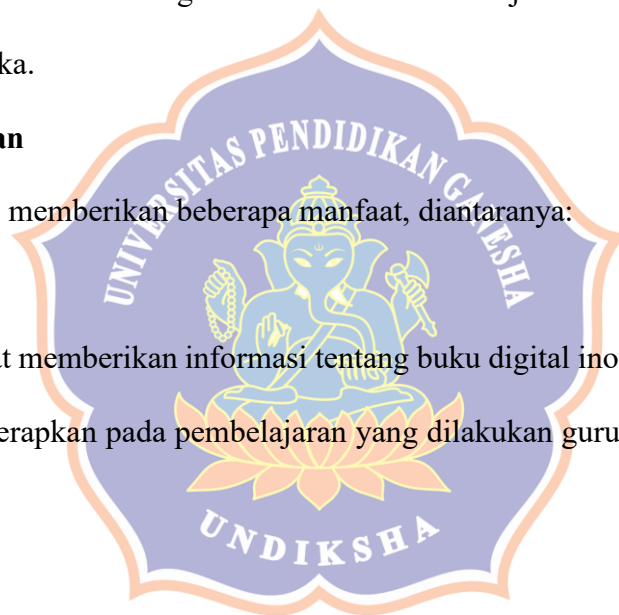 ka.
an
UNIVERSITAS PENDIDIKAN GANESHA
memberikan beberapa manfaat, diantaranya:
at memberikan informasi tentang buku digital ino
erapkan pada pembelajaran yang dilakukan guru
UNDIKSHA